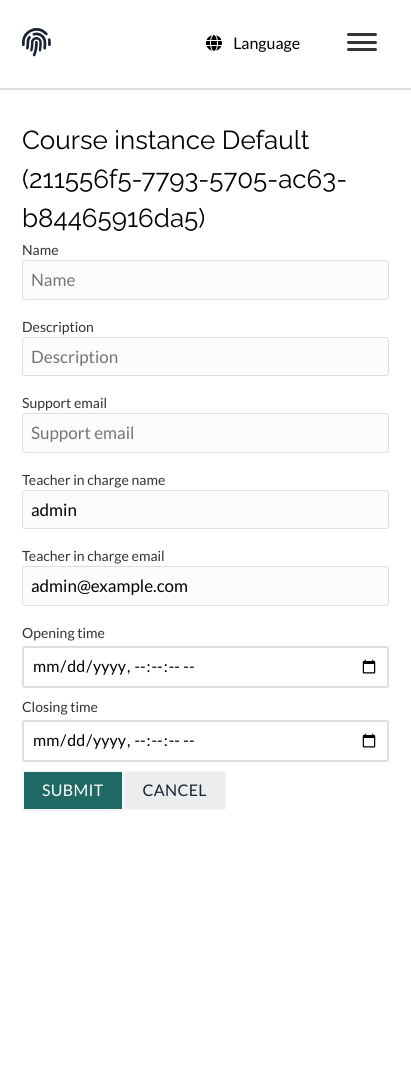 Language
Course instance Default
(211556f5-7793-5705-ac63-
b84465916da5)
Name
Name
Description
Description
Support email
Support email
Teacher in charge name
admin
Teacher in charge email
admin@example.com
Opening time
mm/dd/yyyy, --:--:-- --
Closing time
mm/dd/yyyy, --:--:-- --
SUBMIT CANCEL